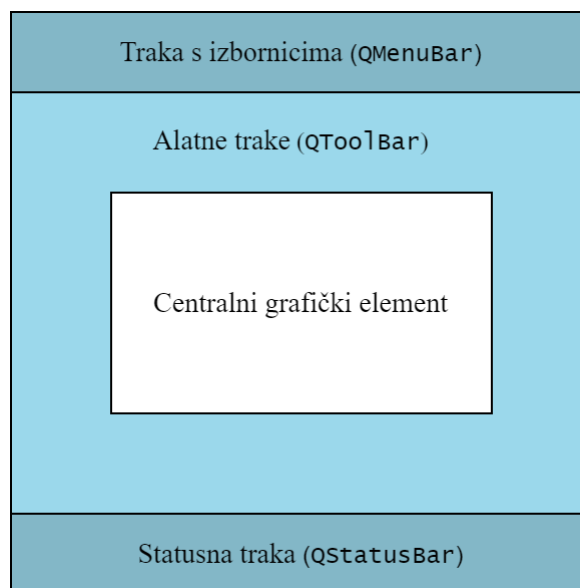 Traka s izbornicima (QMenuBar)
Alatne trake (QToolBar)
Centralni grafički element
Statusna traka (QStatusBar)